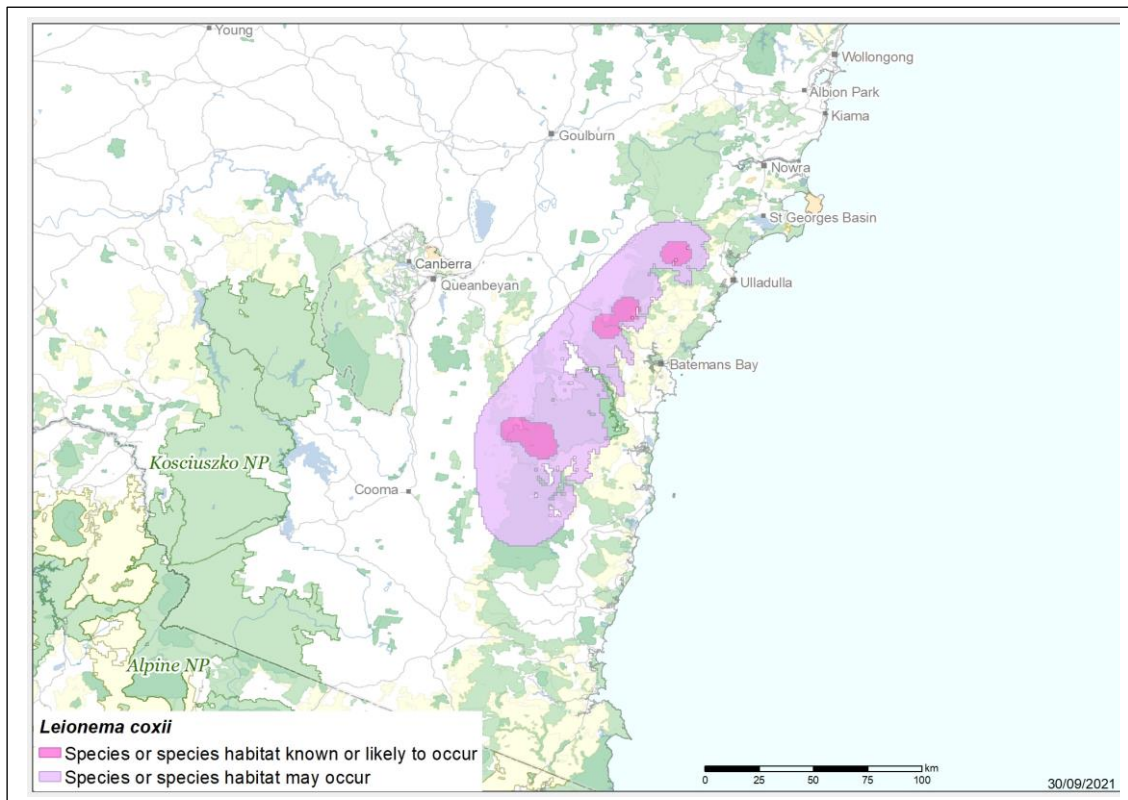 Young
Wollongong
Albion Park
Kiama
Goulburn
Nowra
St Georges Basin
Canberra
Queanbeyan
Ulladulla
Batemans Bay
Kosciuszko NP
Cooma
Alpine NP
Leionema coxii
Species or species habitat known or likely to occur
Species or species habitat may occur
km
0 25 50 75 100
30/09/2021